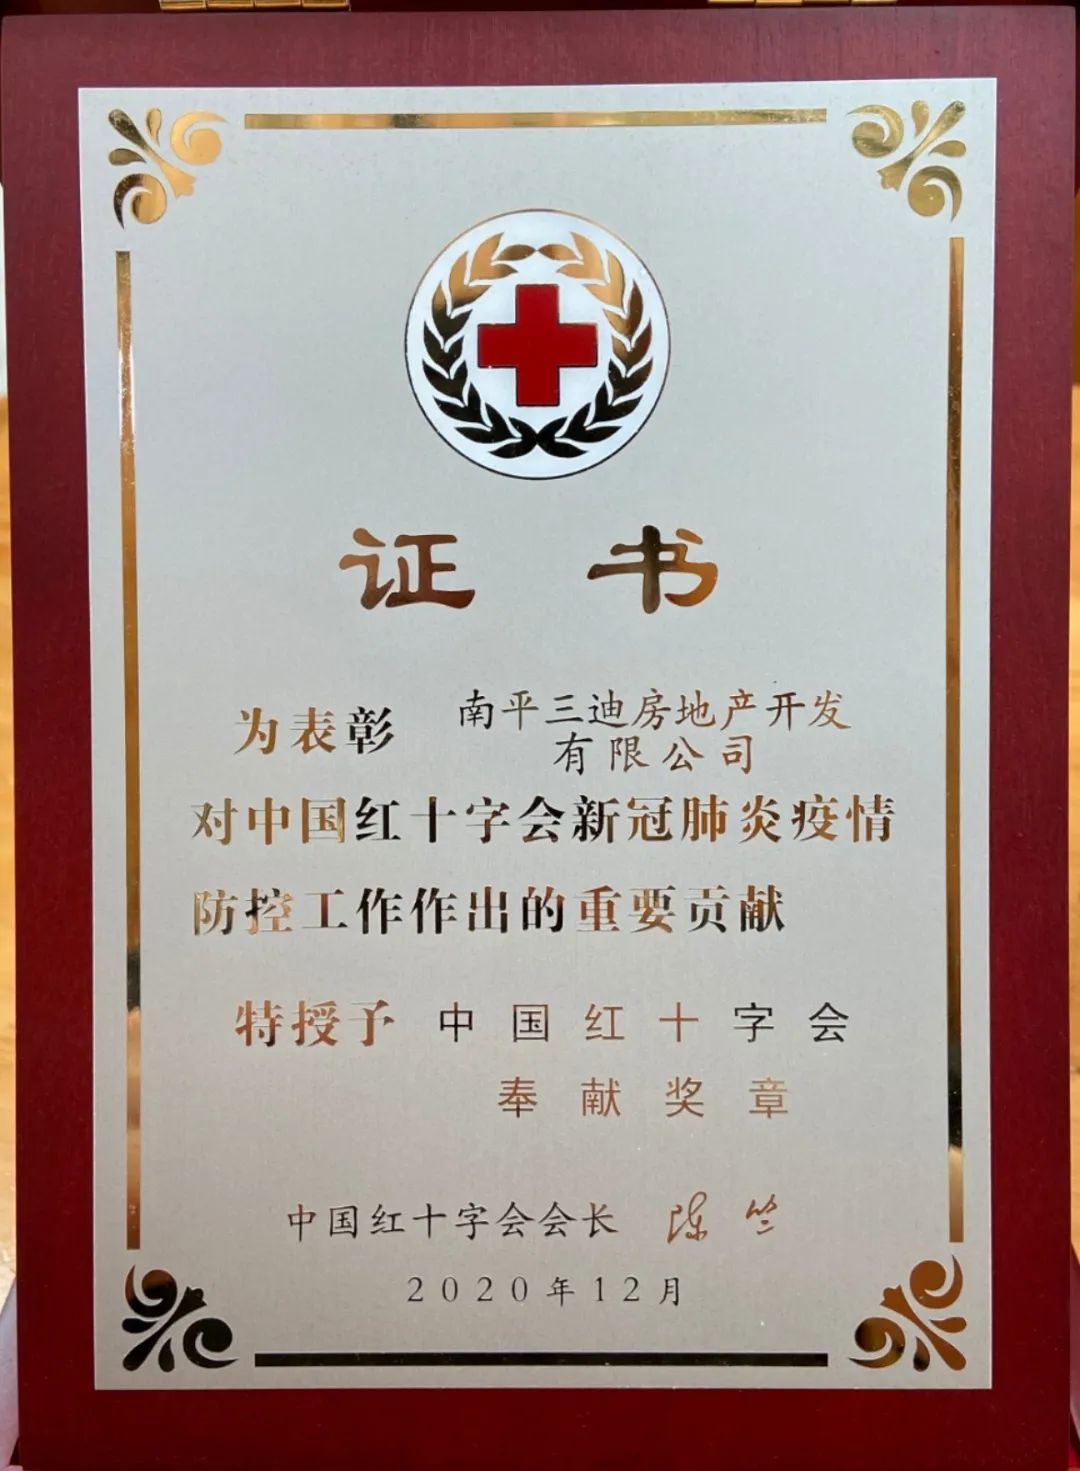 证书
为表彰 南平三迪房地产开发
有限公司
对中国红十字会新冠肺炎疫情
防控工作作出的重要贡献
特授予 中国红十字会
奉献奖章
中国红十字会会长 陈竺
2020年12月